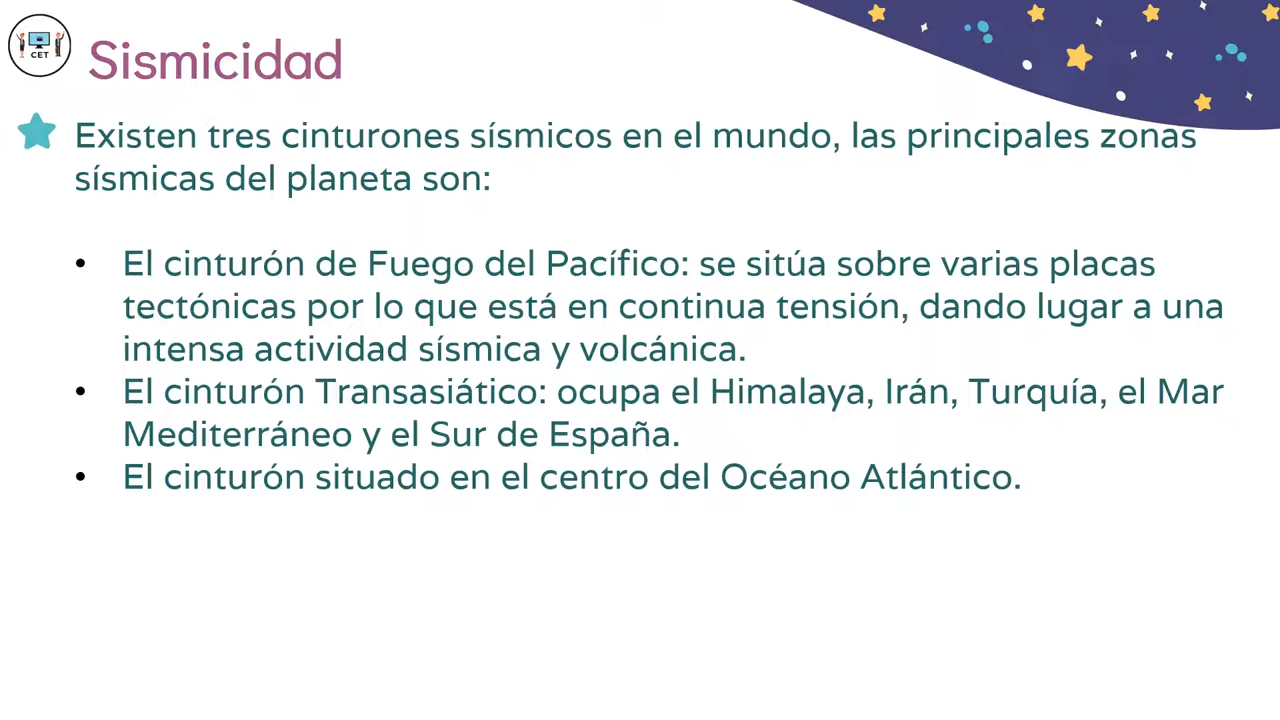 CET
Sismicidad
Existen tres cinturones sísmicos en el mundo, las principales zonas
sísmicas del planeta son:
• El cinturón de Fuego del Pacífico: se sitúa sobre varias placas
tectónicas por lo que está en continua tensión, dando lugar a una
intensa actividad sísmica y volcánica.
• El cinturón Transasiático: ocupa el Himalaya, Irán, Turquía, el Mar
Mediterráneo y el Sur de España.
• El cinturón situado en el centro del Océano Atlántico.